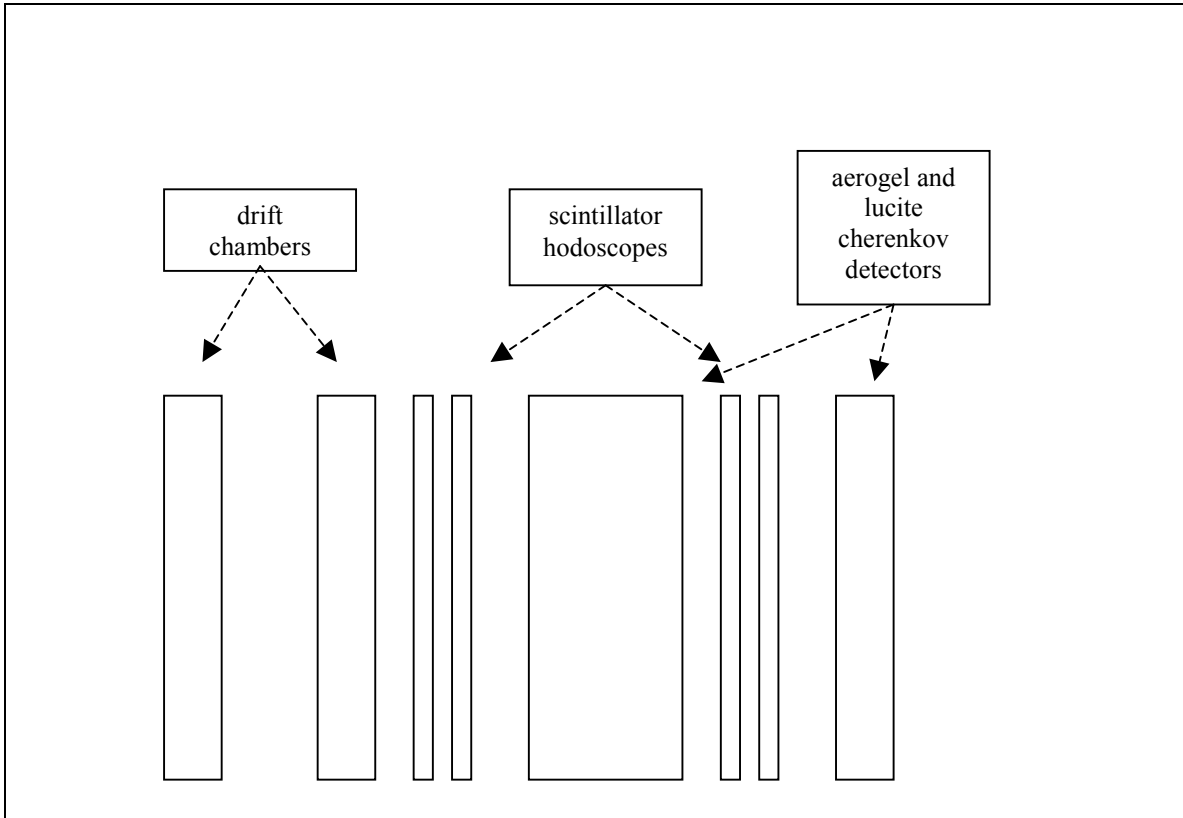 drift
chambers
scintillator
hodoscopes
aerogel and
lucite
cherenkov
detectors